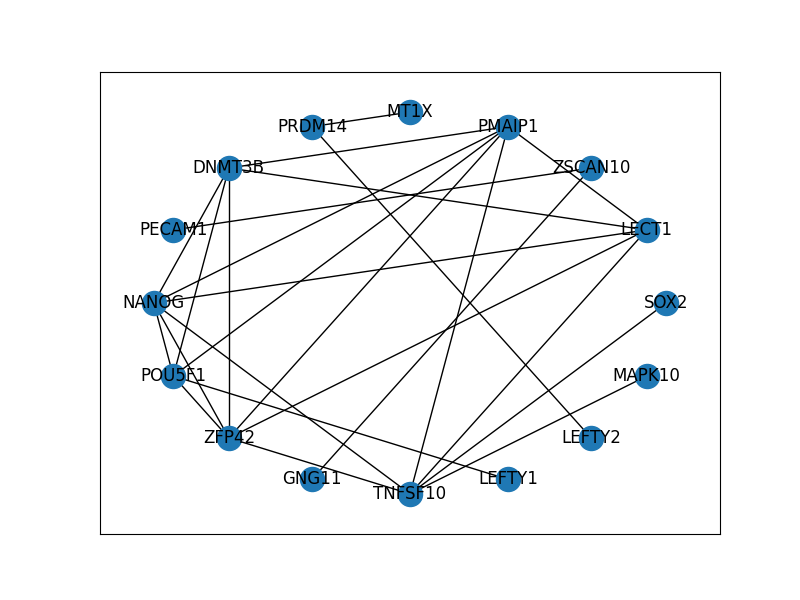 MT1X
PRDM14
PMAIP1
DNMT3B
ZSCAN10
PECAM1
LECT1
NANOG
SOX2
POU5F1
MAPK10
ZFP42
LEFTY2
GNG11
LEFTY1
TNFSF10